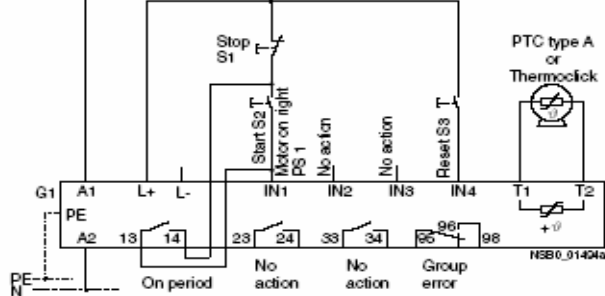 Stop
S1
PTC type A
or
Thermoclick
ϑ
Start S2
Motor on right
PS 1
No action
No action
Reset S3
G1
A1
L+
L-
IN1
IN2
IN3
IN4
T1
T2
PE
+ϑ
A2
13
14
23
24
33
34
95
96
98
NSB0_01494a
PE
N
On period
No
action
No
action
Group
error